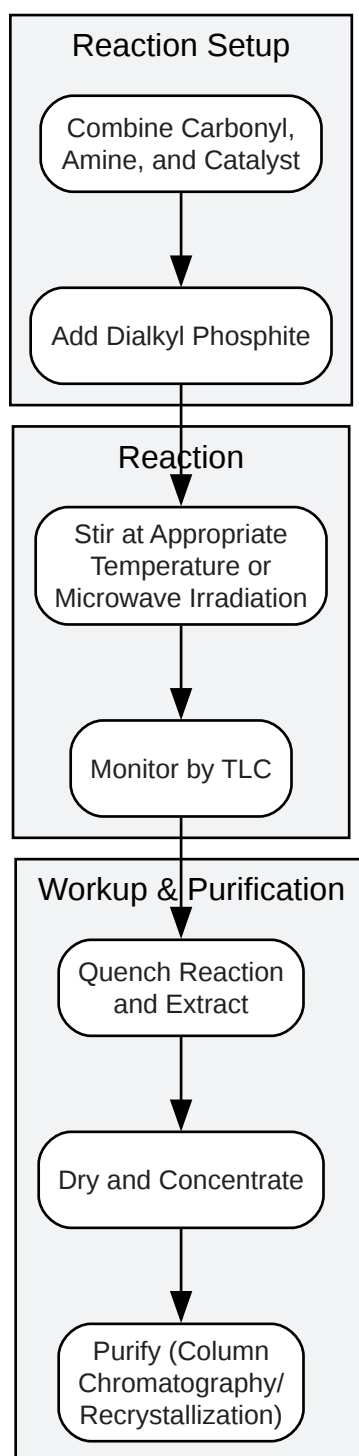 Reaction Setup
Combine Carbonyl,
Amine, and Catalyst
Add Dialkyl Phosphite
Reaction
Stir at Appropriate
Temperature or
Microwave Irradiation
Monitor by TLC
Workup & Purification
Quench Reaction
and Extract
Dry and Concentrate
Purify (Column
Chromatography/
Recrystallization)